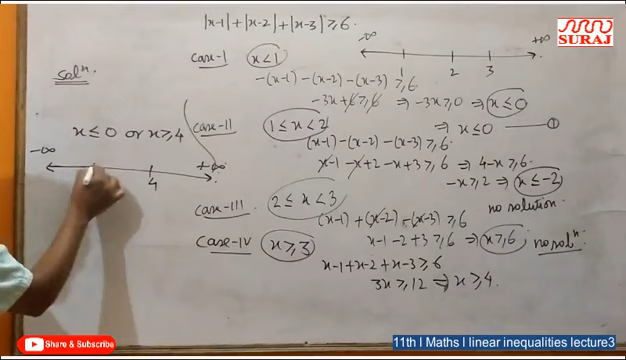 |x-1|+|x-2|+|x-3| ≥ 6.
SURAJ
Case-I x<1
-∞ +∞
1 2 3
Solⁿ.
-(x-1) -(x-2) -(x-3) ≥ 6
-3x+6 ≥ 6 ⇒ -3x ≥ 0 ⇒ x ≤ 0
⇒ x ≤ 0 — ①
x ≤ 0 or x ≥ 4
-∞ +∞
4
Case-II 1 ≤ x < 2
(x-1) -(x-2) -(x-3) ≥ 6
x-1-x+2-x+3 ≥ 6 ⇒ 4-x ≥ 6.
-x ≥ 2 ⇒ x ≤ -2
no solution.
Case-III 2 ≤ x < 3
(x-1) + (x-2) - (x-3) ≥ 6
x-1-2+3 ≥ 6 ⇒ x ≥ 6 no solⁿ.
Case-IV x ≥ 3
x-1+x-2+x-3 ≥ 6
3x ≥ 12 ⇒ x ≥ 4.
Share & Subscribe
11th I Maths I linear inequalities lecture3